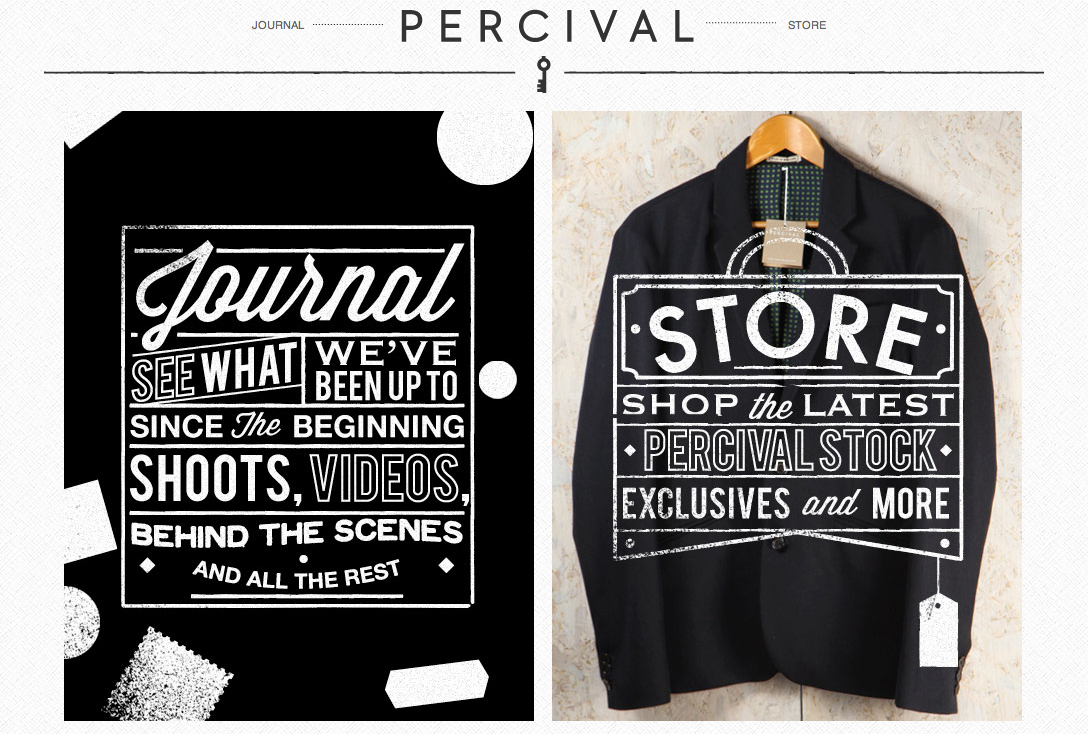 JOURNAL
PERCIVAL
STORE
Journal
SEE WHAT WE'VE
BEEN UP TO
SINCE The BEGINNING
SHOOTS, VIDEOS,
BEHIND THE SCENES
AND ALL THE REST
PERCIVAL
STORE
SHOP the LATEST
PERCIVAL STOCK
EXCLUSIVES and MORE